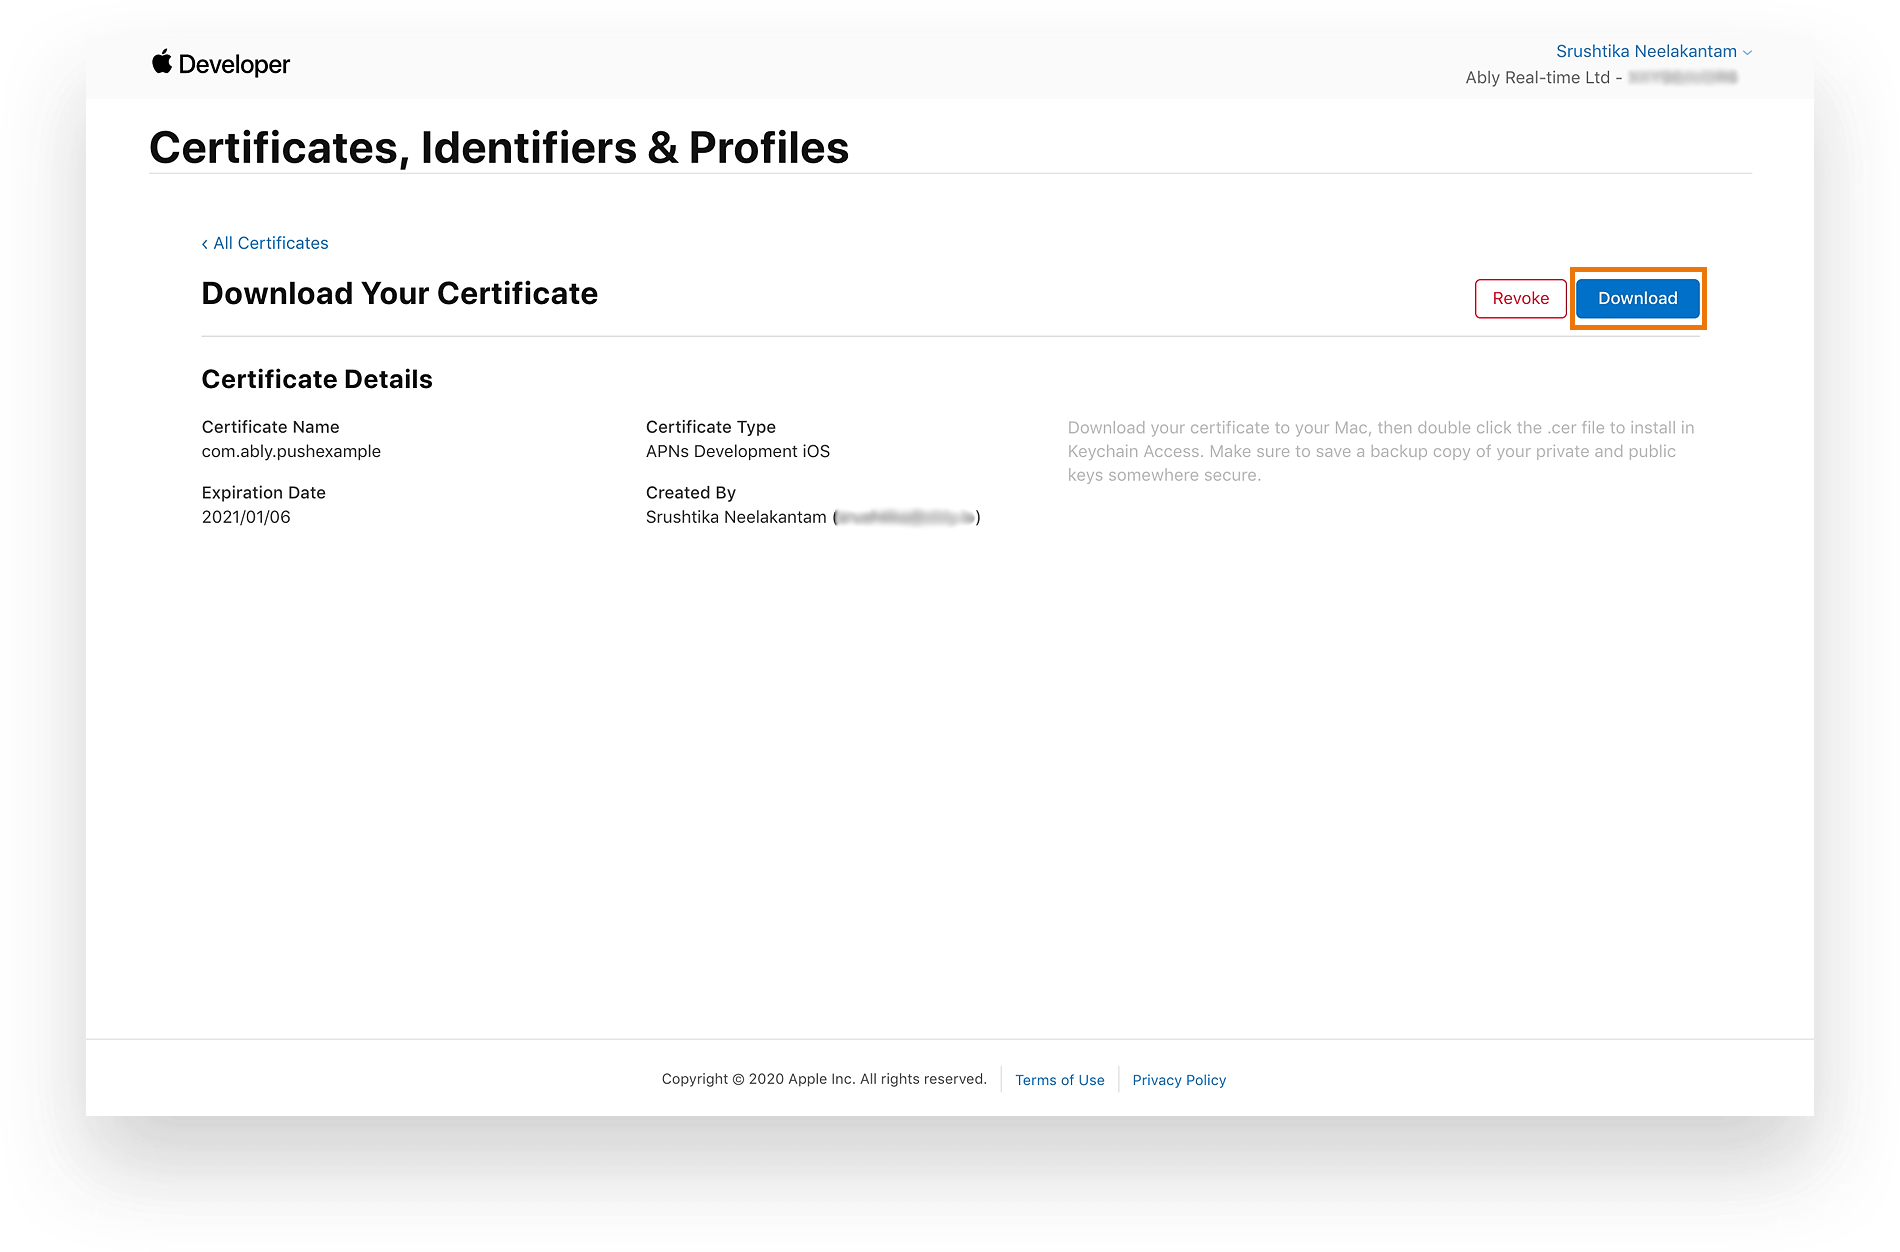 Developer
Srushtika Neelakantam
Ably Real-time Ltd -
Certificates, Identifiers & Profiles
‹ All Certificates
Download Your Certificate
Revoke
Download
Certificate Details
Certificate Name
com.ably.pushexample
Certificate Type
APNs Development iOS
Download your certificate to your Mac, then double click the .cer file to install in
Keychain Access. Make sure to save a backup copy of your private and public
keys somewhere secure.
Expiration Date
2021/01/06
Created By
Srushtika Neelakantam ( )
Copyright © 2020 Apple Inc. All rights reserved.
Terms of Use
Privacy Policy